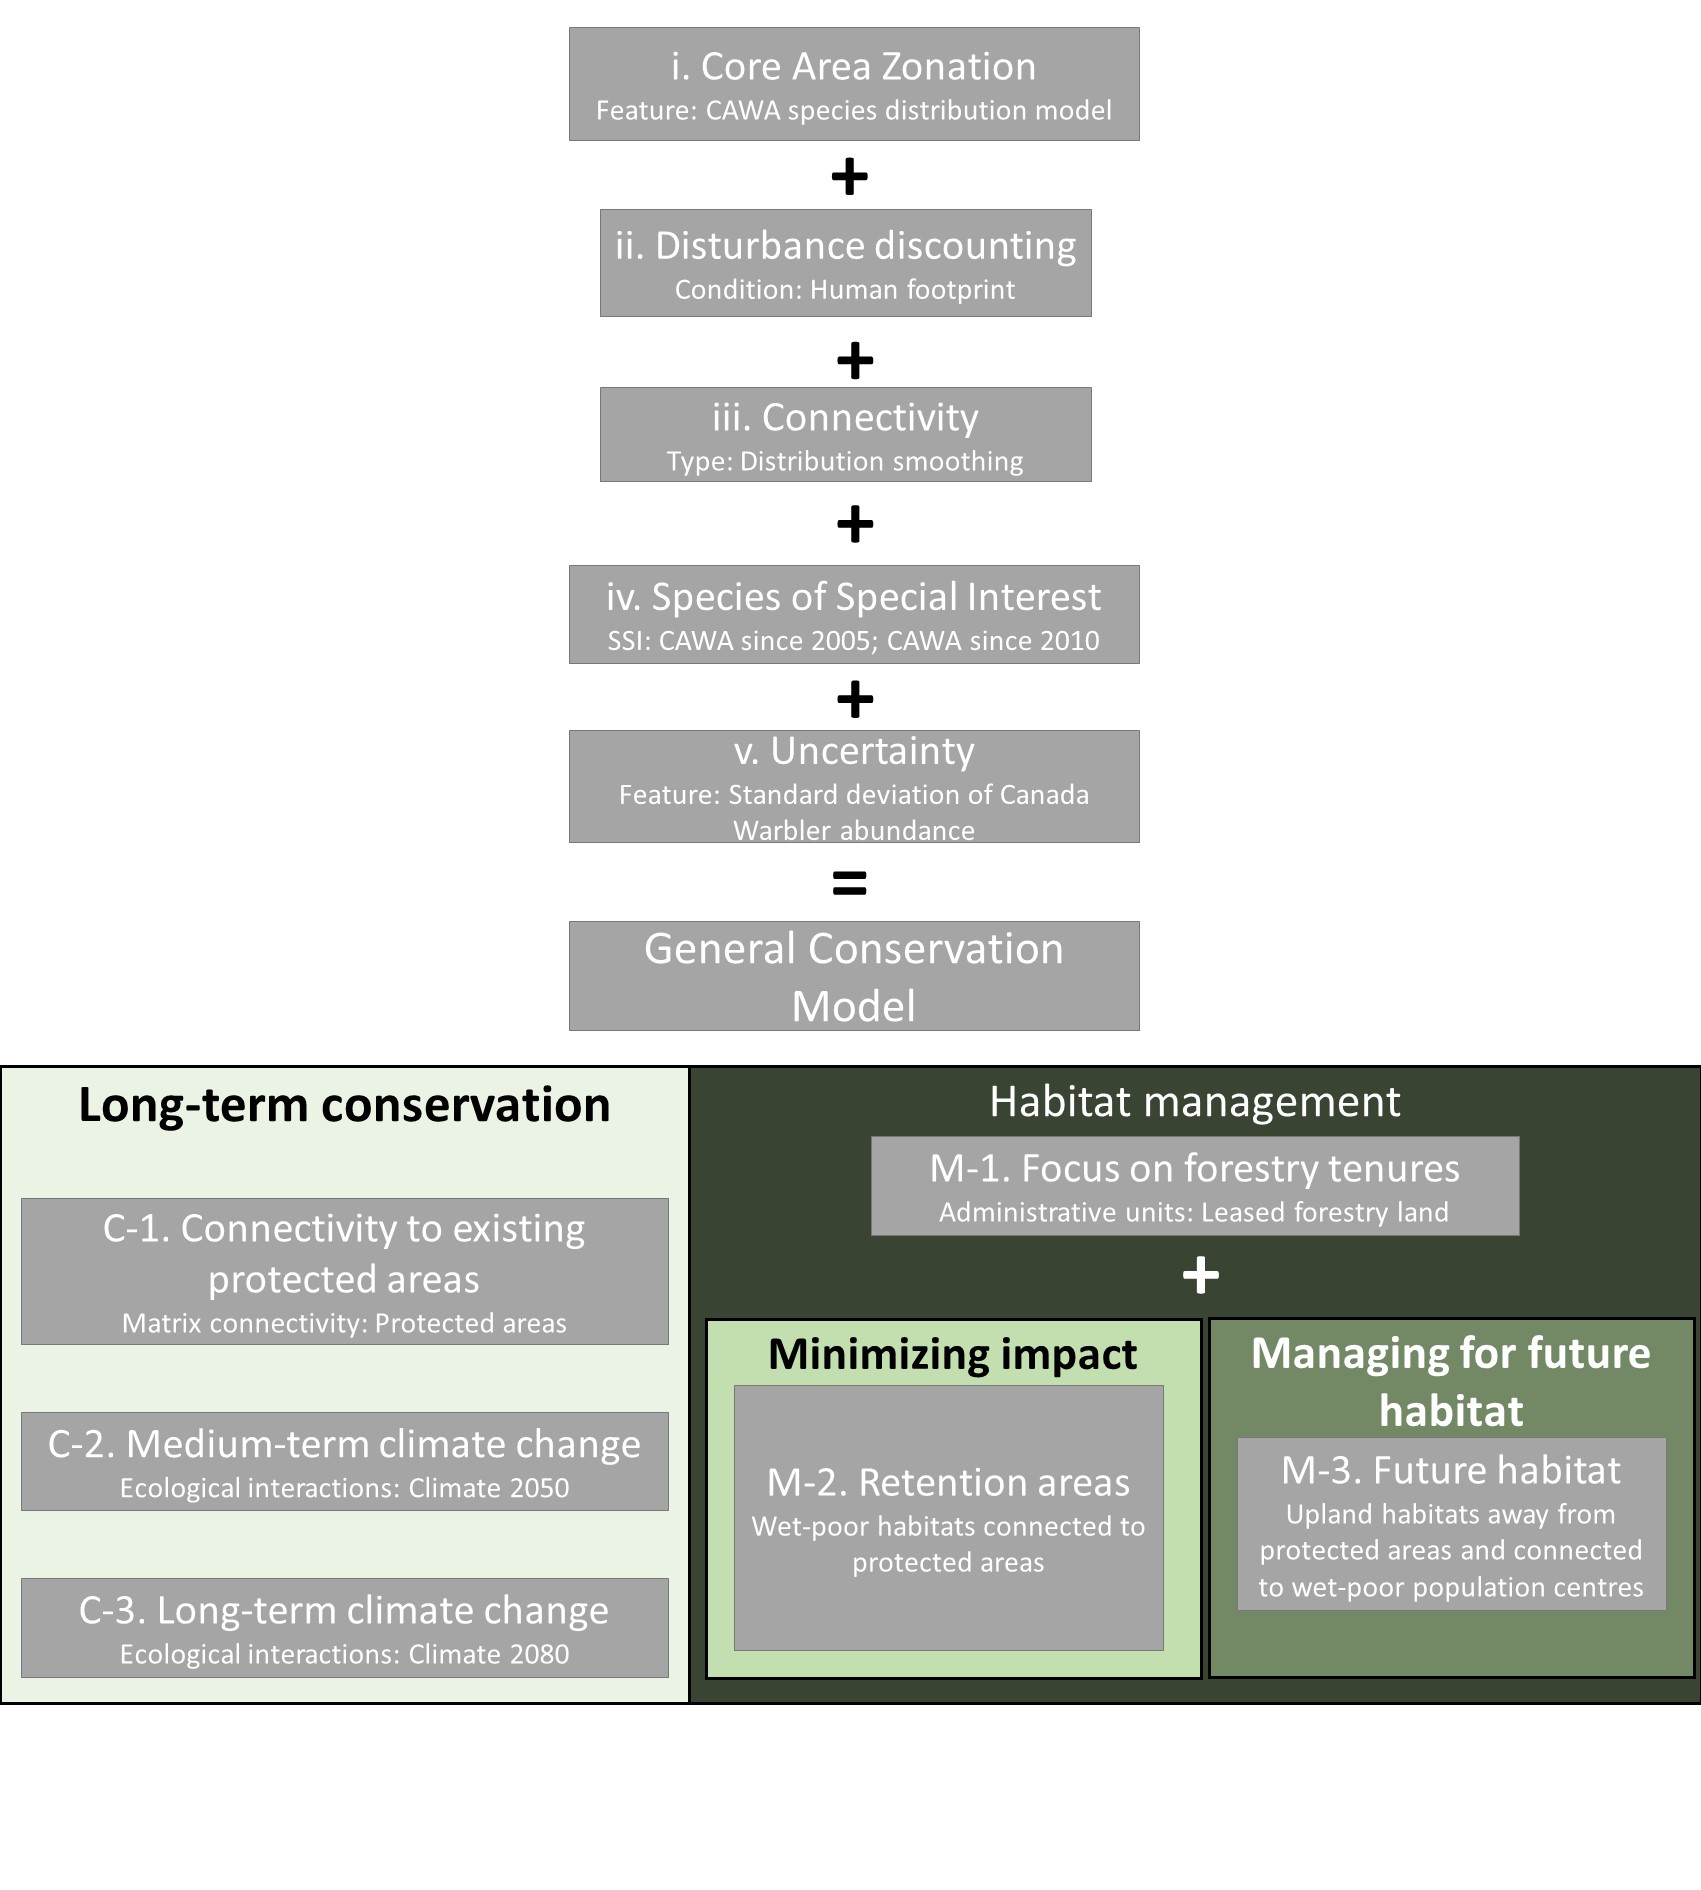 i. Core Area Zonation
Feature: CAWA species distribution model
+
ii. Disturbance discounting
Condition: Human footprint
+
iii. Connectivity
Type: Distribution smoothing
+
iv. Species of Special Interest
SSI: CAWA since 2005; CAWA since 2010
+
v. Uncertainty
Feature: Standard deviation of Canada
Warbler abundance
=
General Conservation
Model
Long-term conservation
C-1. Connectivity to existing
protected areas
Matrix connectivity: Protected areas
C-2. Medium-term climate change
Ecological interactions: Climate 2050
C-3. Long-term climate change
Ecological interactions: Climate 2080
Habitat management
M-1. Focus on forestry tenures
Administrative units: Leased forestry land
+
Minimizing impact
M-2. Retention areas
Wet-poor habitats connected to
protected areas
Managing for future
habitat
M-3. Future habitat
Upland habitats away from
protected areas and connected
to wet-poor population centres